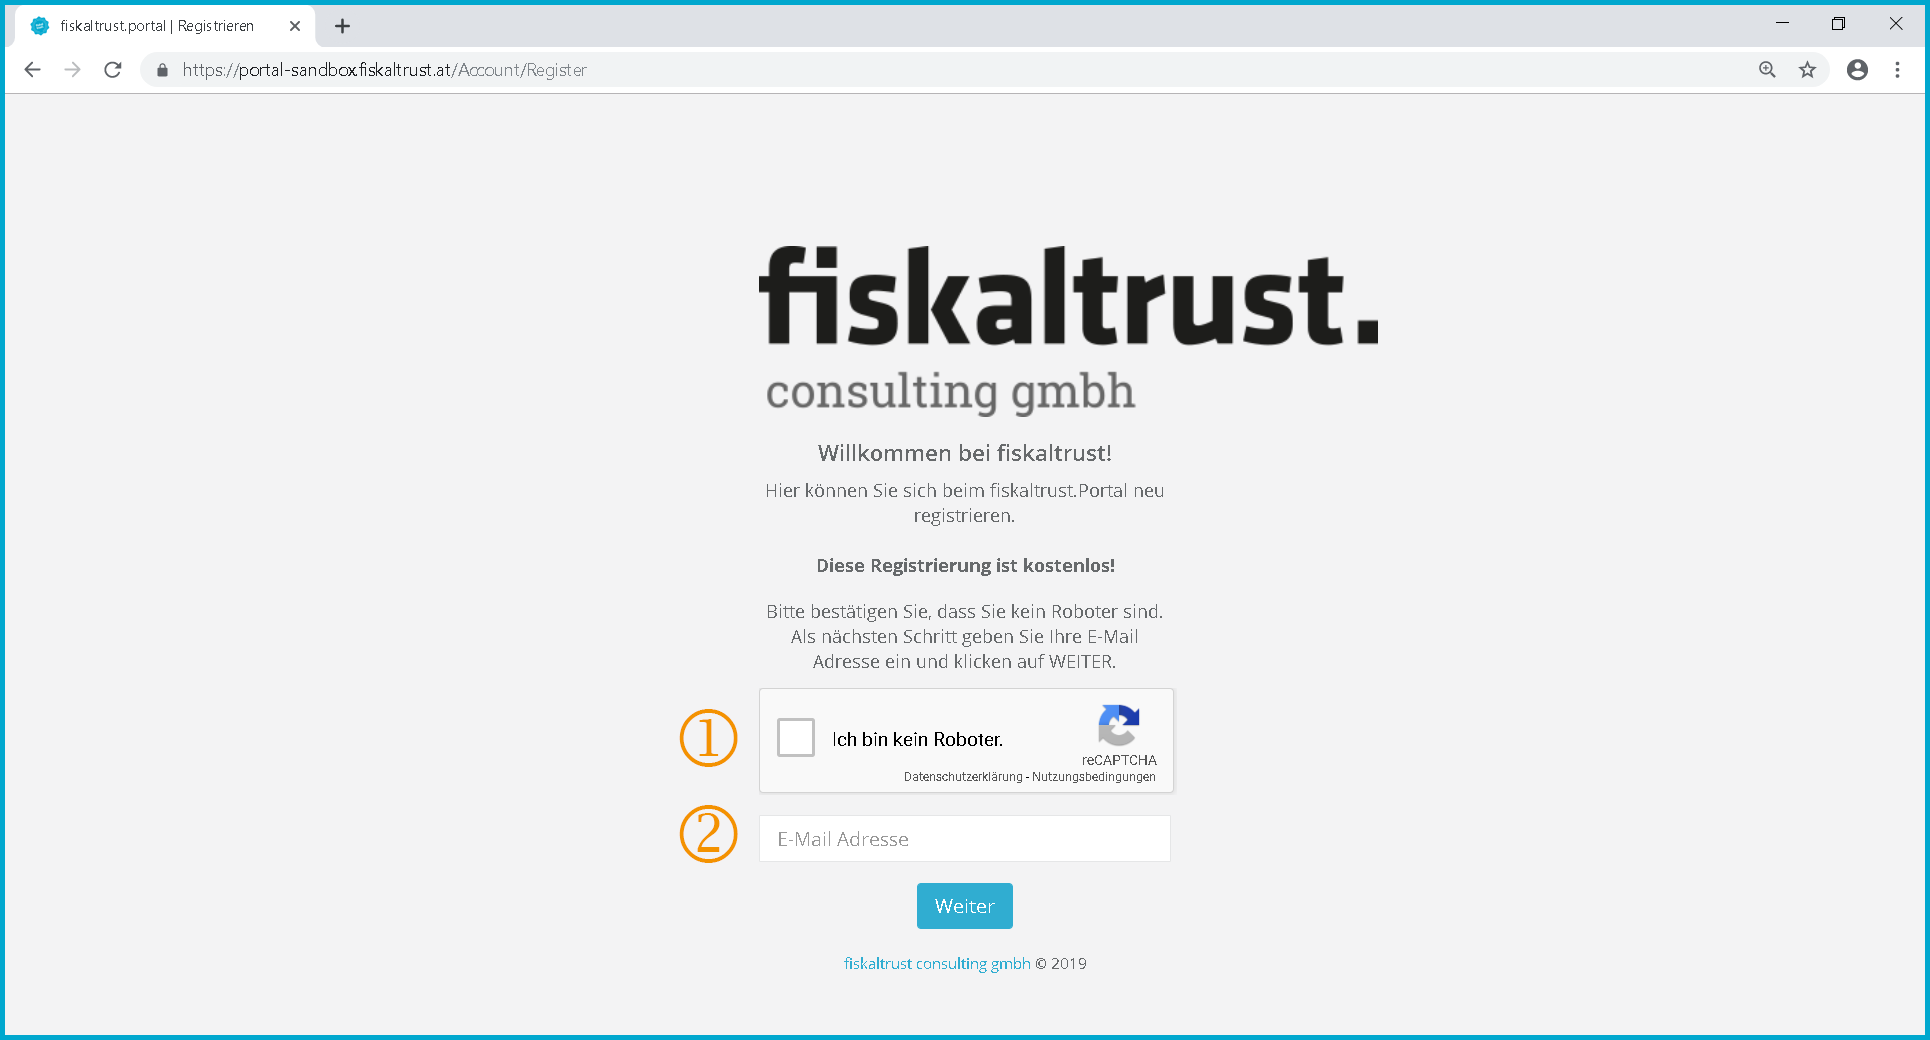 fiskaltrust.portal | Registrieren
https://portal-sandbox.fiskaltrust.at/Account/Register
fiskaltrust.
consulting gmbh
Willkommen bei fiskaltrust!
Hier können Sie sich beim fiskaltrust.Portal neu
registrieren.
Diese Registrierung ist kostenlos!
Bitte bestätigen Sie, dass Sie kein Roboter sind.
Als nächsten Schritt geben Sie Ihre E-Mail
Adresse ein und klicken auf WEITER.
①
Ich bin kein Roboter.
reCAPTCHA
Datenschutzerklärung - Nutzungsbedingungen
②
E-Mail Adresse
Weiter
fiskaltrust consulting gmbh © 2019